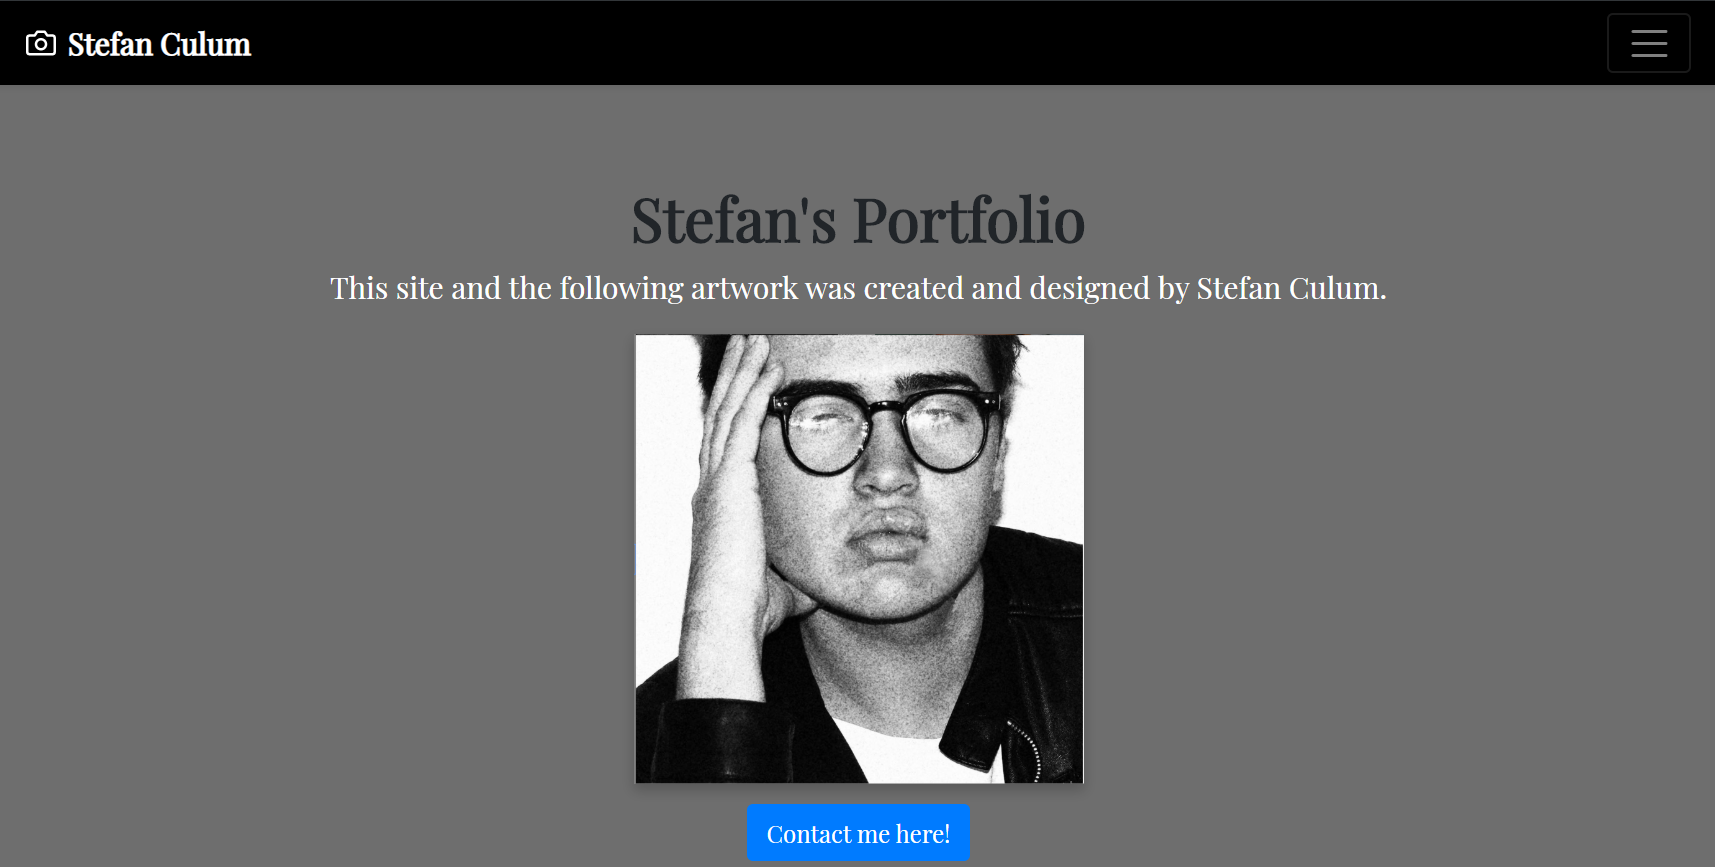 Stefan Culum
Stefan's Portfolio
This site and the following artwork was created and designed by Stefan Culum.
Contact me here!